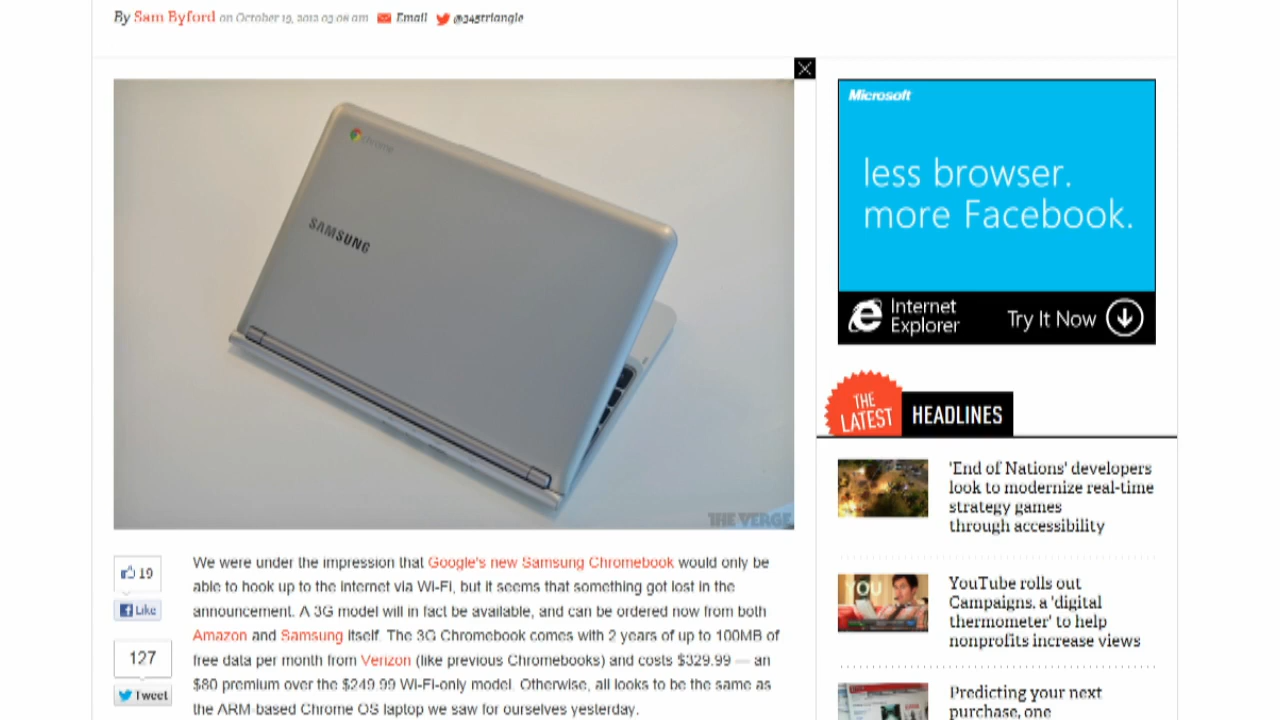 By Sam Byford on October 19, 2012 03:08 am Email @345triangle
chrome
SAMSUNG
THE VERGE
19
Like
127
Tweet
We were under the impression that Google's new Samsung Chromebook would only be
able to hook up to the internet via Wi-Fi, but it seems that something got lost in the
announcement. A 3G model will in fact be available, and can be ordered now from both
Amazon and Samsung itself. The 3G Chromebook comes with 2 years of up to 100MB of
free data per month from Verizon (like previous Chromebooks) and costs $329.99 — an
$80 premium over the $249.99 Wi-Fi-only model. Otherwise, all looks to be the same as
the ARM-based Chrome OS laptop we saw for ourselves yesterday.
Microsoft
less browser.
more Facebook.
Internet
Explorer
Try It Now
THE
LATEST
HEADLINES
'End of Nations' developers
look to modernize real-time
strategy games
through accessibility
YOU
YouTube rolls out
Campaigns, a 'digital
thermometer' to help
nonprofits increase views
Predicting your next
purchase, one